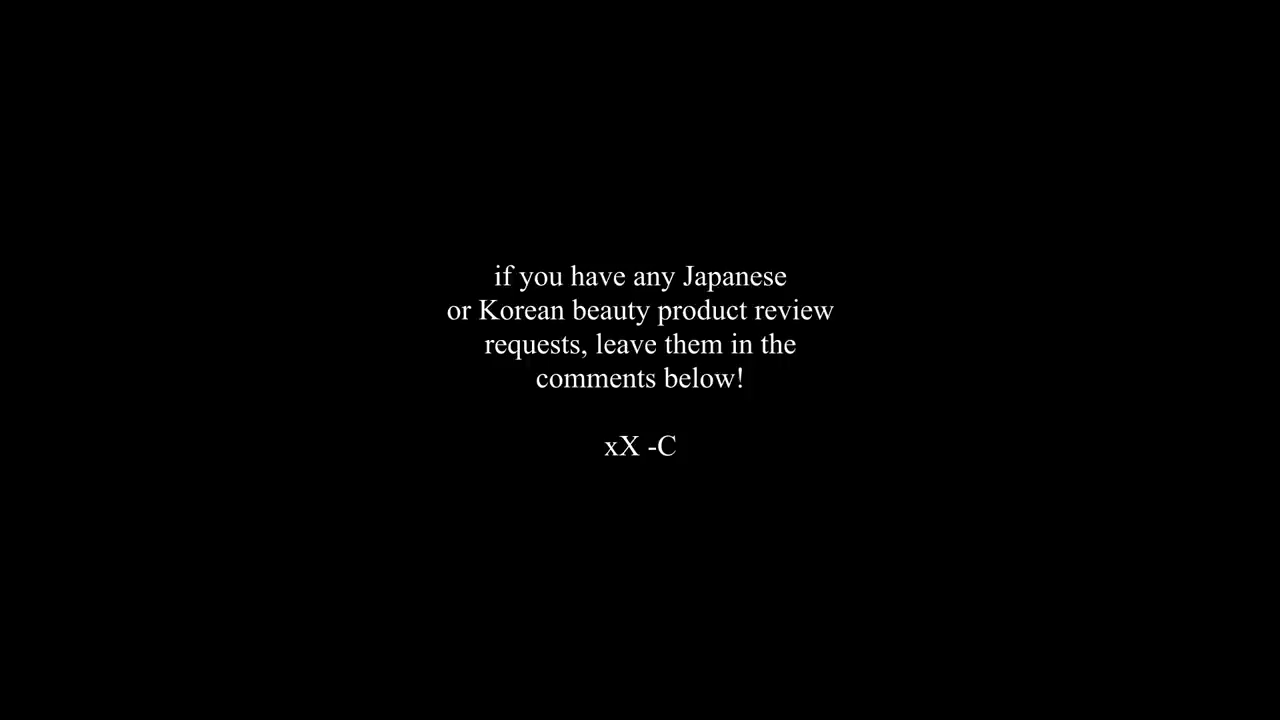 if you have any Japanese
or Korean beauty product review
requests, leave them in the
comments below!
xX -C